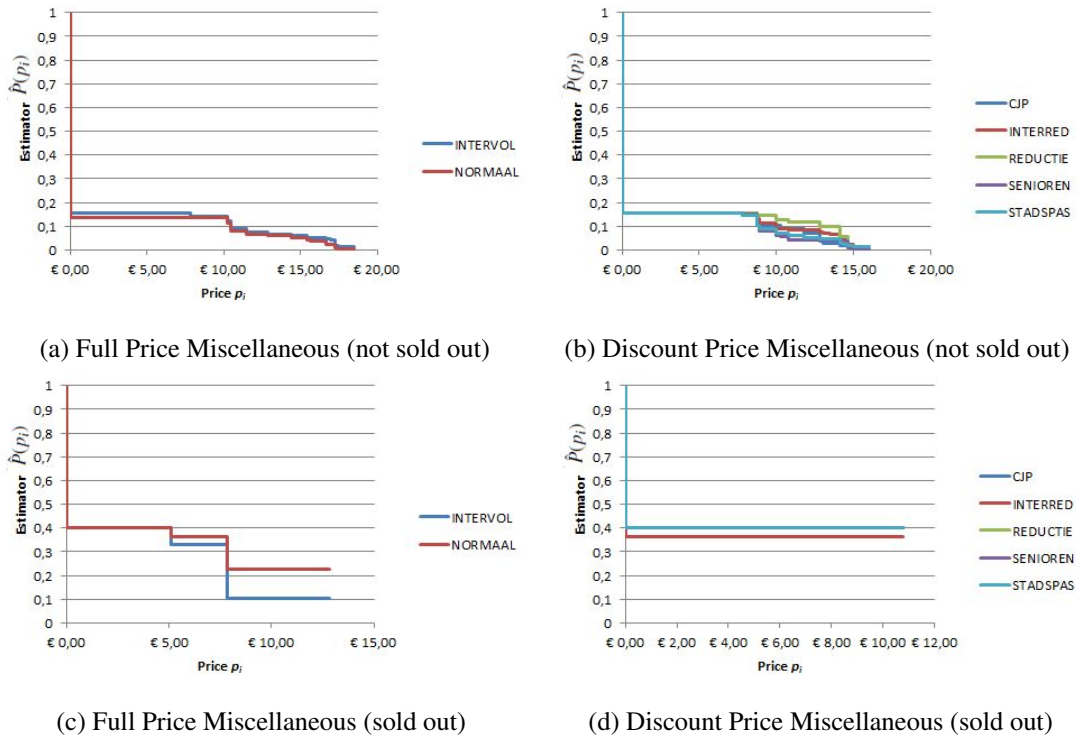 1
0,9
0,8
0,7
0,6
0,5
0,4
0,3
0,2
0,1
0
Estimator P̂(pᵢ)
€ 0,00 € 5,00 € 10,00 € 15,00 € 20,00
Price pᵢ
INTERVOL
NORMAAL
(a) Full Price Miscellaneous (not sold out)
1
0,9
0,8
0,7
0,6
0,5
0,4
0,3
0,2
0,1
0
Estimator P̂(pᵢ)
€ 0,00 € 5,00 € 10,00 € 15,00 € 20,00
Price pᵢ
CJP
INTERRED
REDUCTIE
SENIOREN
STADSPAS
(b) Discount Price Miscellaneous (not sold out)
1
0,9
0,8
0,7
0,6
0,5
0,4
0,3
0,2
0,1
0
Estimator P̂(pᵢ)
€ 0,00 € 5,00 € 10,00 € 15,00
Price pᵢ
INTERVOL
NORMAAL
(c) Full Price Miscellaneous (sold out)
1
0,9
0,8
0,7
0,6
0,5
0,4
0,3
0,2
0,1
0
Estimator P̂(pᵢ)
€ 0,00 € 2,00 € 4,00 € 6,00 € 8,00 € 10,00 € 12,00
Price pᵢ
CJP
INTERRED
REDUCTIE
SENIOREN
STADSPAS
(d) Discount Price Miscellaneous (sold out)